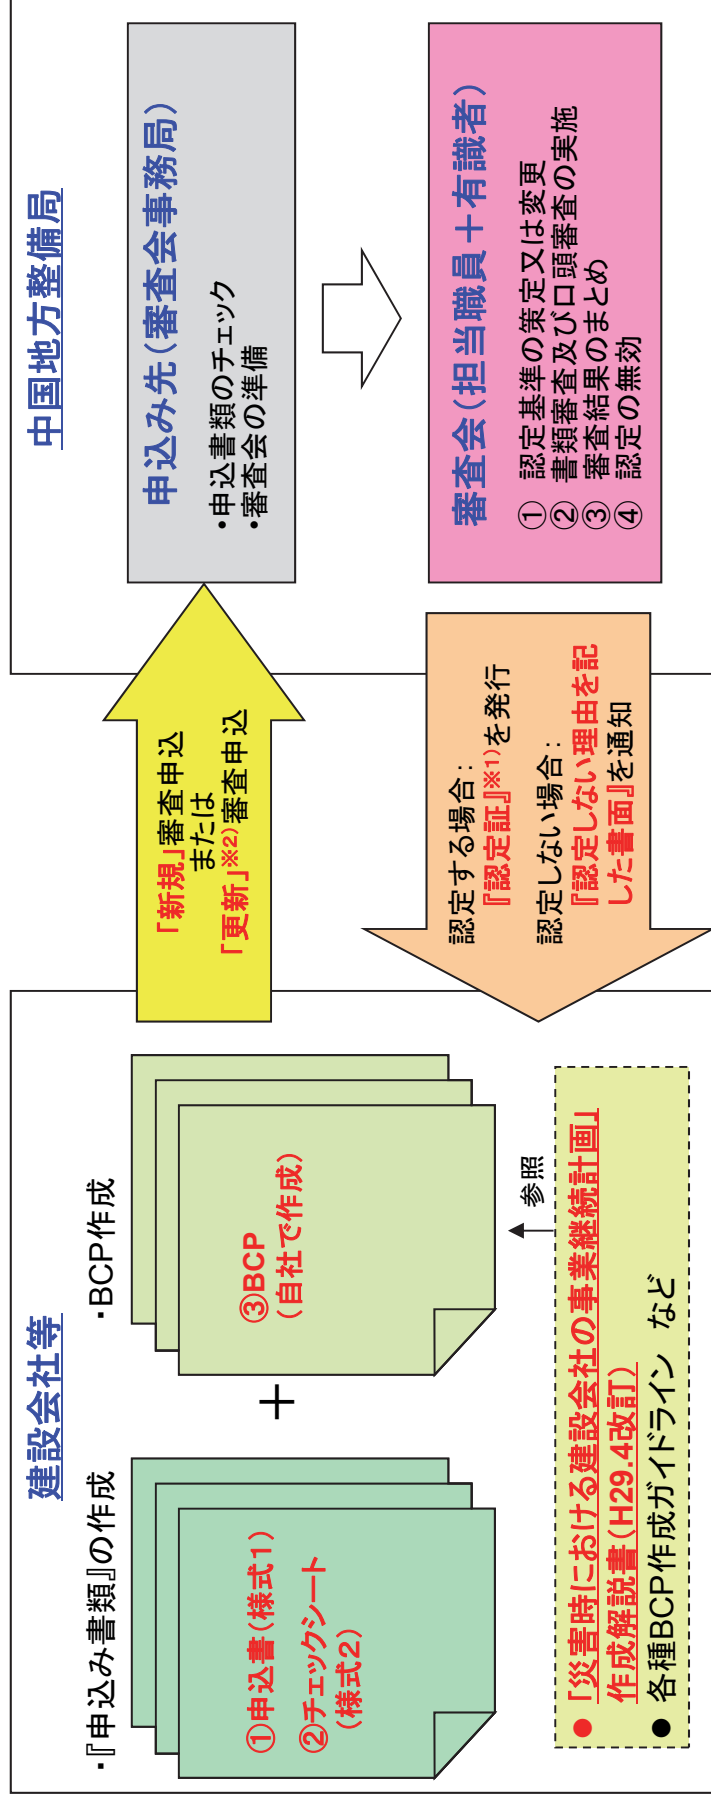 建設会社等
・『申込み書類』の作成
①申込書(様式1)
②チェックシート
(様式2)
＋
・BCP作成
③BCP
(自社で作成)
参照
● 「災害時における建設会社の事業継続計画」
作成解説書(H29.4改訂)
● 各種BCP作成ガイドライン など
「新規」審査申込
または
「更新」※2)審査申込
認定する場合：
『認定証』※1)を発行
認定しない場合：
『認定しない理由を記
した書面』を通知
中国地方整備局
申込み先(審査会事務局)
・申込書類のチェック
・審査会の準備
審査会(担当職員＋有識者)
① 認定基準の策定又は変更
② 書類審査及び口頭審査の実施
③ 審査結果のまとめ
④ 認定の無効